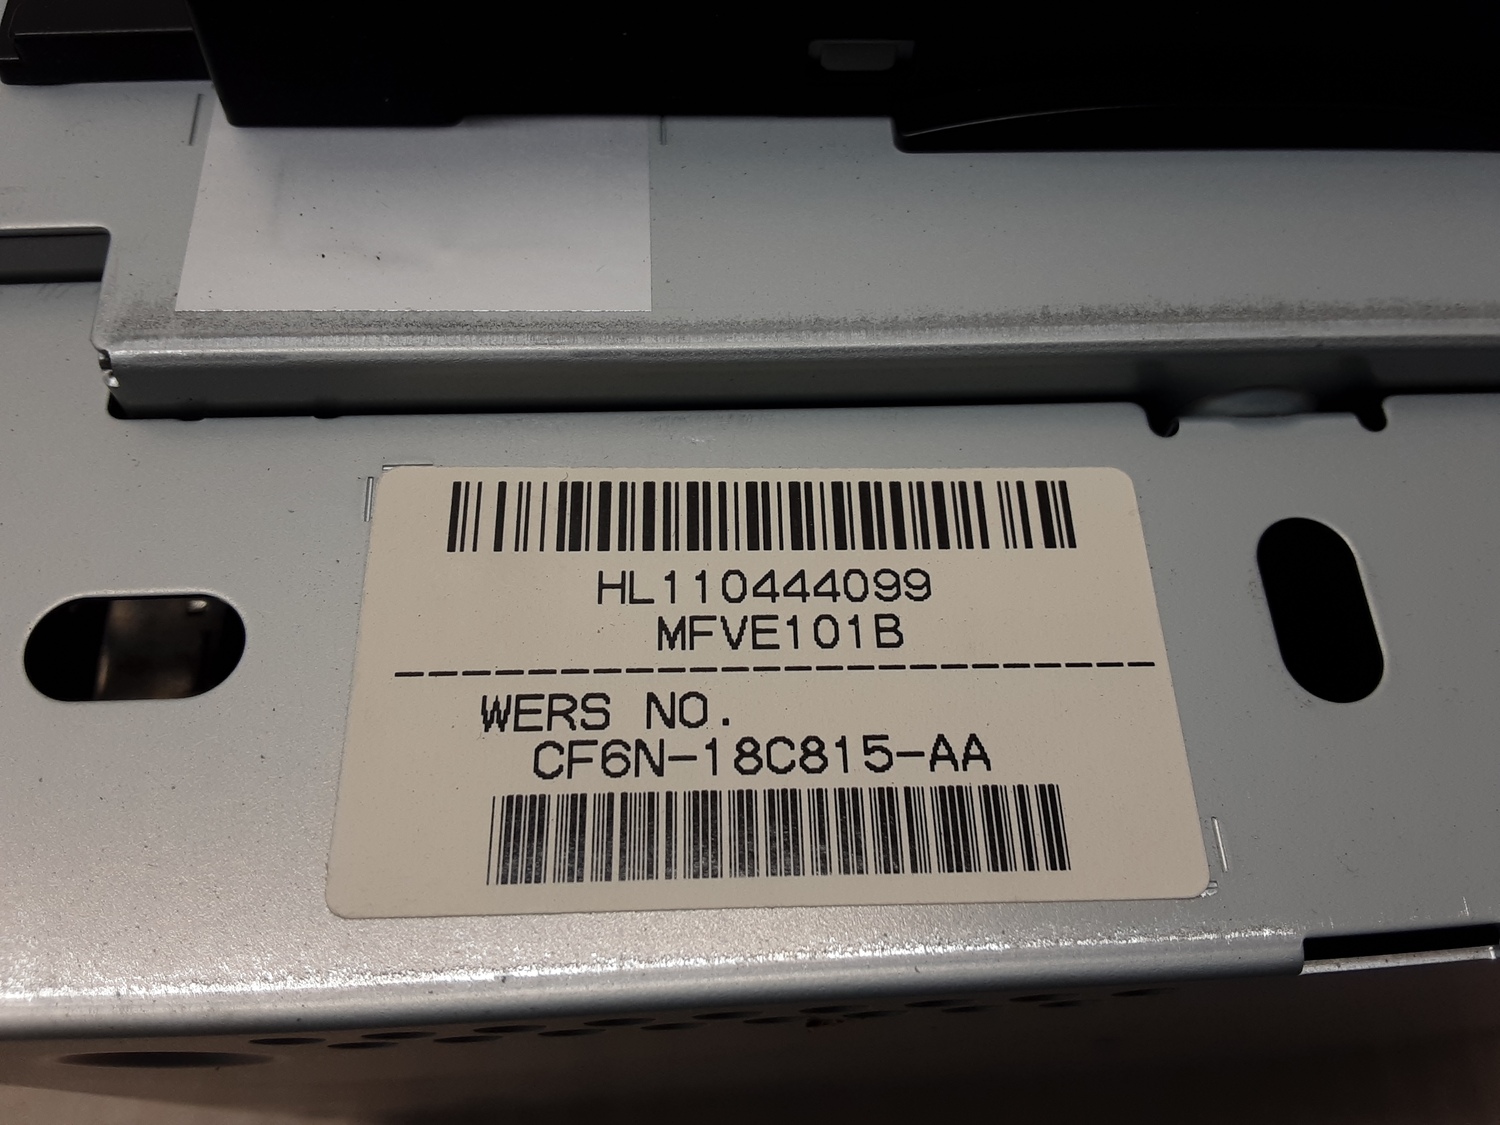 HL110444099
MFVE101B
WERS NO.
CF6N-18C815-AA